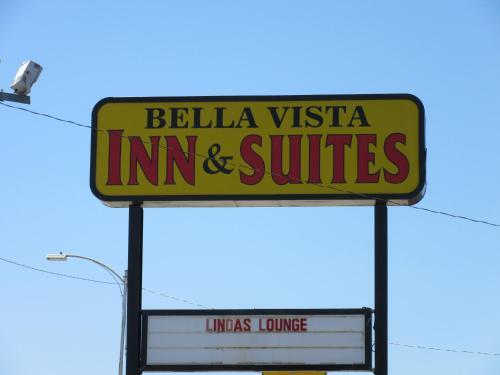 BELLA VISTA
INN & SUITES
LINDAS LOUNGE